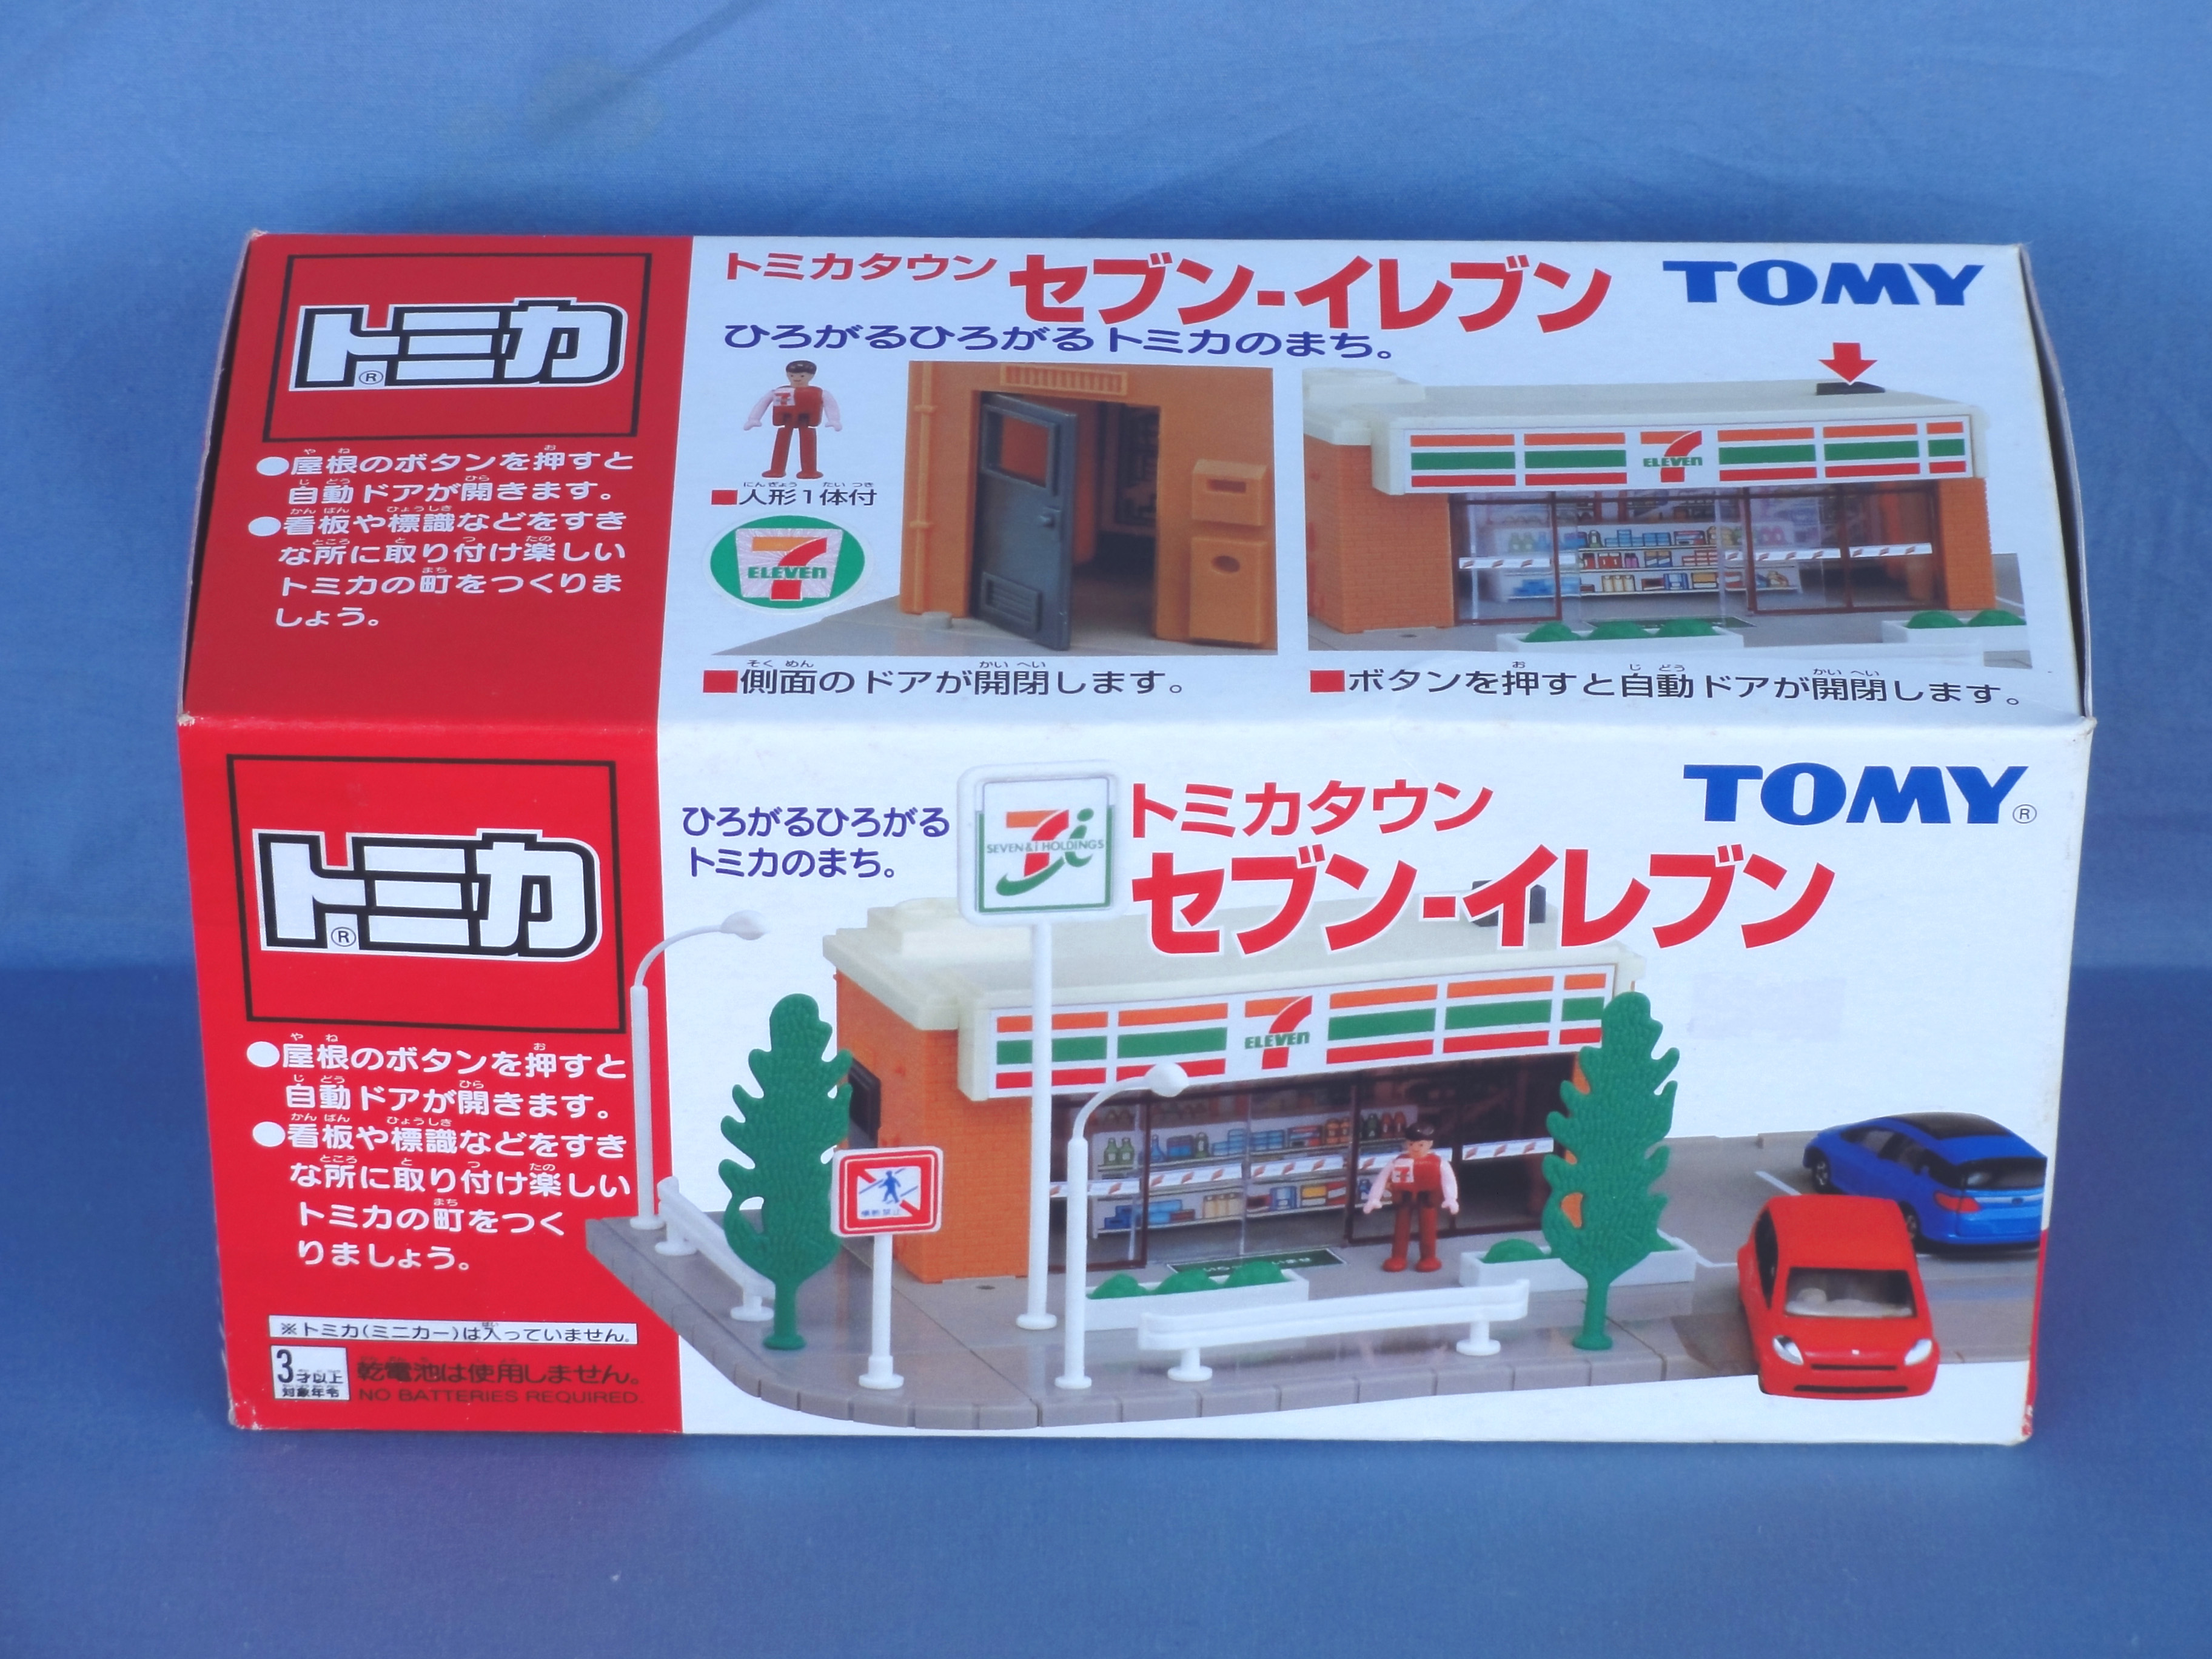 トミカ®
屋根のボタンを押すと
自動ドアが開きます。
看板や標識などをすき
な所に取り付け楽しい
トミカの町をつくりま
しょう。
トミカタウン セブン-イレブン TOMY
ひろがるひろがるトミカのまち。
人形1体付
7
ELEVEN
側面のドアが開閉します。
7
ELEVEN
ボタンを押すと自動ドアが開閉します。
トミカ®
屋根のボタンを押すと
自動ドアが開きます。
看板や標識などをすき
な所に取り付け楽しい
トミカの町をつく
りましょう。
※トミカ(ミニカー)は入っていません。
3才以上
対象年令
乾電池は使用しません。
NO BATTERIES REQUIRED.
ひろがるひろがる
トミカのまち。
7i
SEVEN&i HOLDINGS
トミカタウン
セブン-イレブン
TOMY®
7
ELEVEN
横断禁止